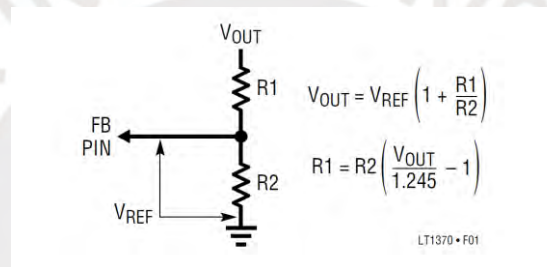 VOUT
R1
FB
PIN
R2
VREF
VOUT = VREF (1 + R1/R2)
R1 = R2 (VOUT/1.245 – 1)
LT1370 • F01